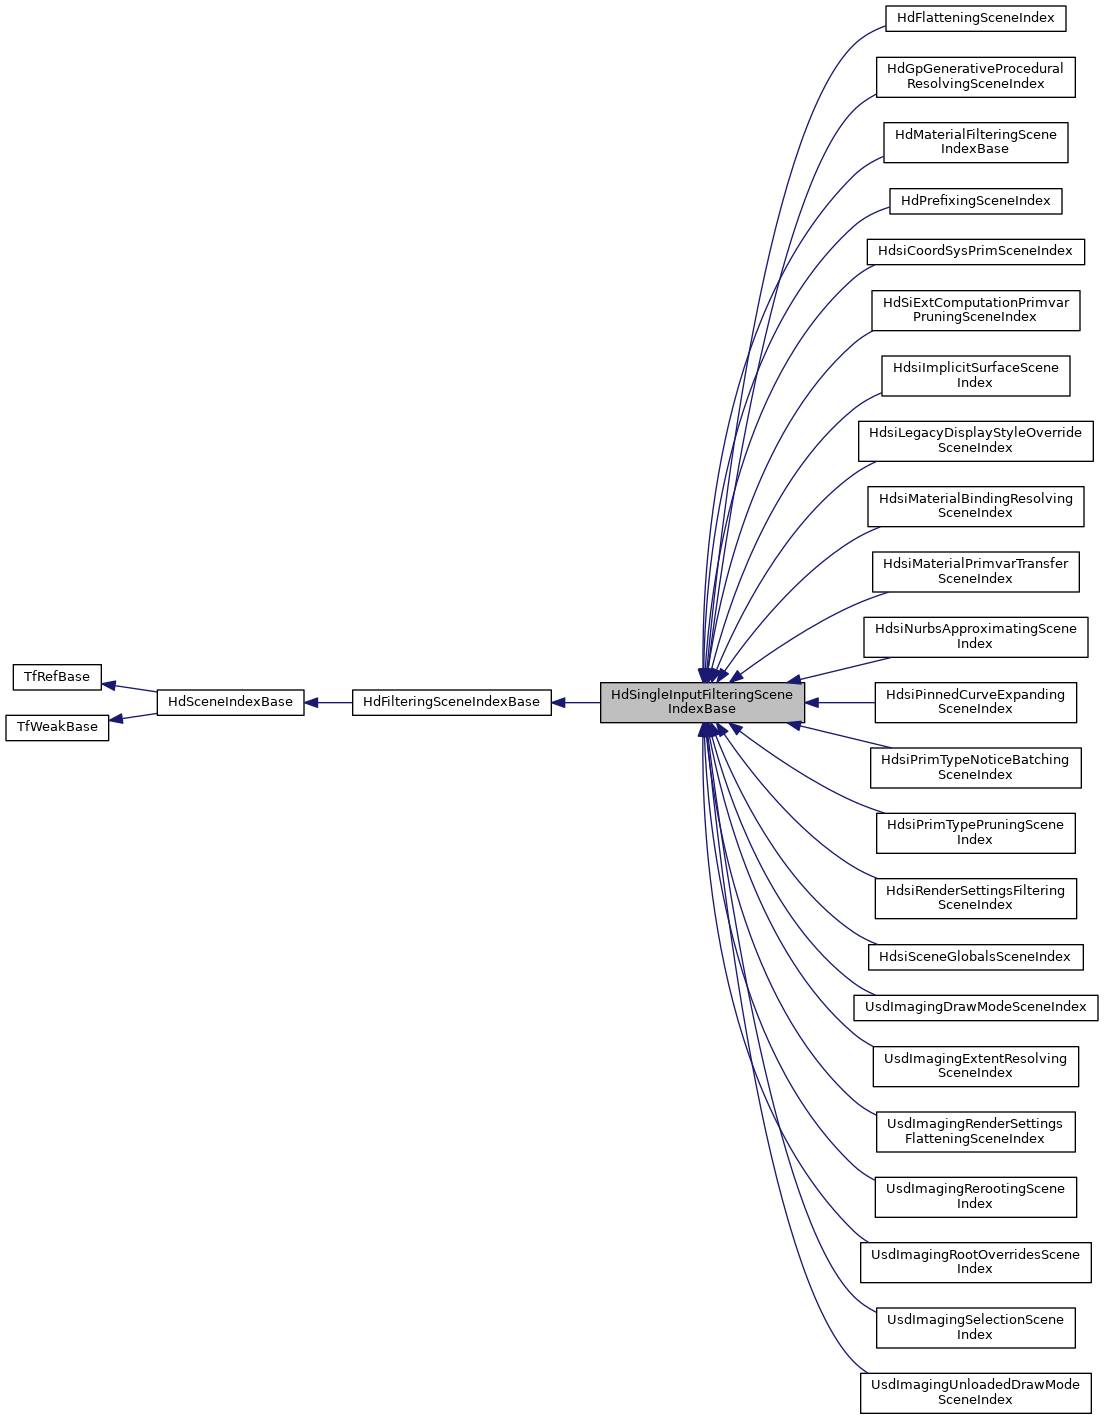 HdFlatteningSceneIndex
HdGpGenerativeProcedural
ResolvingSceneIndex
HdMaterialFilteringScene
IndexBase
HdPrefixingSceneIndex
HdsiCoordSysPrimSceneIndex
HdSiExtComputationPrimvar
PruningSceneIndex
HdsiImplicitSurfaceScene
Index
HdsiLegacyDisplayStyleOverride
SceneIndex
HdsiMaterialBindingResolving
SceneIndex
HdsiMaterialPrimvarTransfer
SceneIndex
HdsiNurbsApproximatingScene
Index
TfRefBase
TfWeakBase
HdSceneIndexBase
HdFilteringSceneIndexBase
HdSingleInputFilteringScene
IndexBase
HdsiPinnedCurveExpanding
SceneIndex
HdsiPrimTypeNoticeBatching
SceneIndex
HdsiPrimTypePruningScene
Index
HdsiRenderSettingsFiltering
SceneIndex
HdsiSceneGlobalsSceneIndex
UsdImagingDrawModeSceneIndex
UsdImagingExtentResolving
SceneIndex
UsdImagingRenderSettings
FlatteningSceneIndex
UsdImagingRerootingScene
Index
UsdImagingRootOverridesScene
Index
UsdImagingSelectionScene
Index
UsdImagingUnloadedDrawMode
SceneIndex